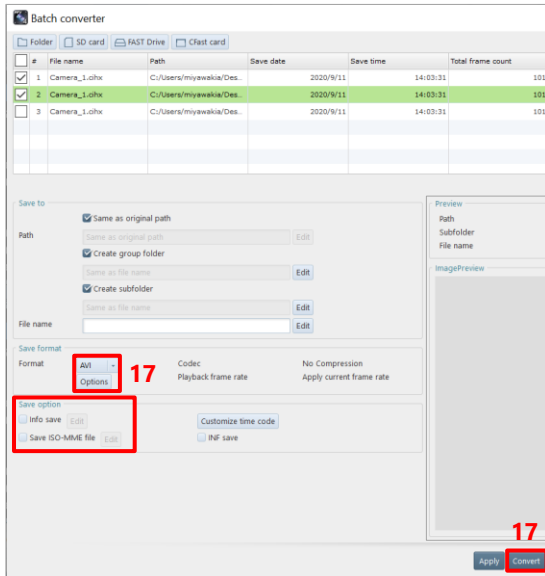 Batch converter
Folder SD card FAST Drive CFast card
# File name Path Save date Save time Total frame count
1 Camera_1.oihx C:/Users/miyawakia/Des... 2020/9/11 14:03:31 101
2 Camera_1.oihx C:/Users/miyawakia/Des... 2020/9/11 14:03:31 101
3 Camera_1.oihx C:/Users/miyawakia/Des... 2020/9/11 14:03:31 101
Save to
Same as original path
Path Same as original path Edit
Create group folder
Same as file name Edit
Create subfolder
Same as file name Edit
File name Edit
Preview
Path
Subfolder
File name
ImagePreview
Save format
Format AVI Codec No Compression
17
Options Playback frame rate Apply current frame rate
Save option
Info save Edit Customize time code
Save ISO-MME file Edit INF save
17
Apply Convert